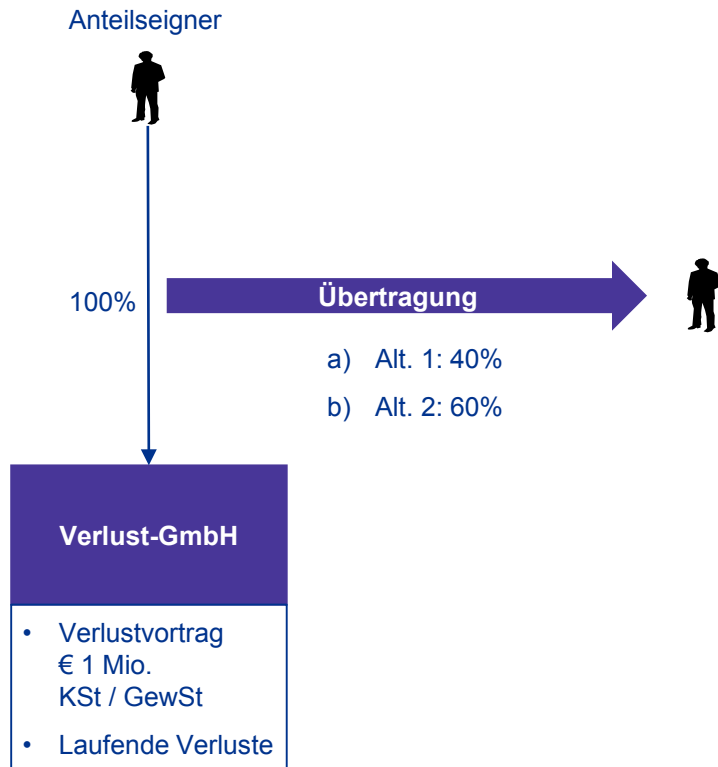 Anteilseigner
100%
Übertragung
a) Alt. 1: 40%
b) Alt. 2: 60%
Verlust-GmbH
• Verlustvortrag
€ 1 Mio.
KSt / GewSt
• Laufende Verluste